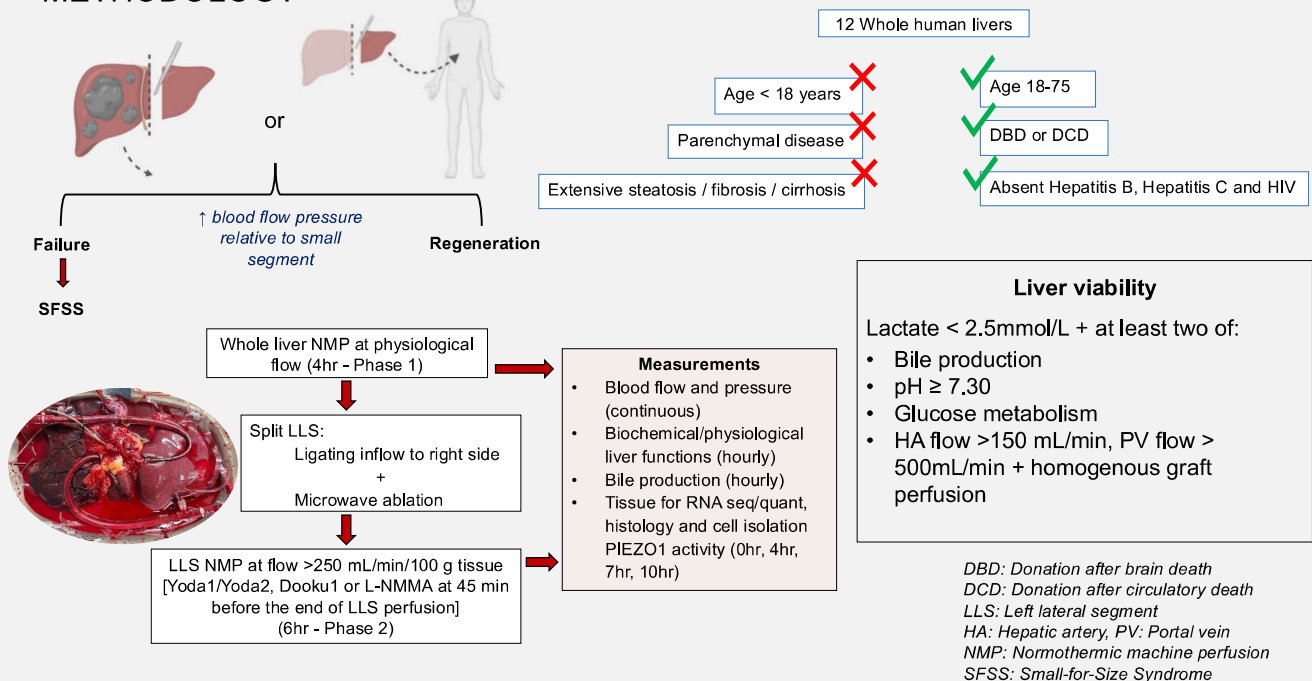 METHODOLOGY
or
↑ blood flow pressure
relative to small
segment
Failure
Regeneration
SFSS
12 Whole human livers
Age < 18 years
Age 18-75
Parenchymal disease
DBD or DCD
Extensive steatosis / fibrosis / cirrhosis
Absent Hepatitis B, Hepatitis C and HIV
Whole liver NMP at physiological
flow (4hr - Phase 1)
Split LLS:
Ligating inflow to right side
+
Microwave ablation
LLS NMP at flow >250 mL/min/100 g tissue
[Yoda1/Yoda2, Dooku1 or L-NMMA at 45 min
before the end of LLS perfusion]
(6hr - Phase 2)
Measurements
• Blood flow and pressure
(continuous)
• Biochemical/physiological
liver functions (hourly)
• Bile production (hourly)
• Tissue for RNA seq/quant,
histology and cell isolation
PIEZO1 activity (0hr, 4hr,
7hr, 10hr)
Liver viability
Lactate < 2.5mmol/L + at least two of:
• Bile production
• pH ≥ 7.30
• Glucose metabolism
• HA flow >150 mL/min, PV flow >
500mL/min + homogenous graft
perfusion
DBD: Donation after brain death
DCD: Donation after circulatory death
LLS: Left lateral segment
HA: Hepatic artery, PV: Portal vein
NMP: Normothermic machine perfusion
SFSS: Small-for-Size Syndrome